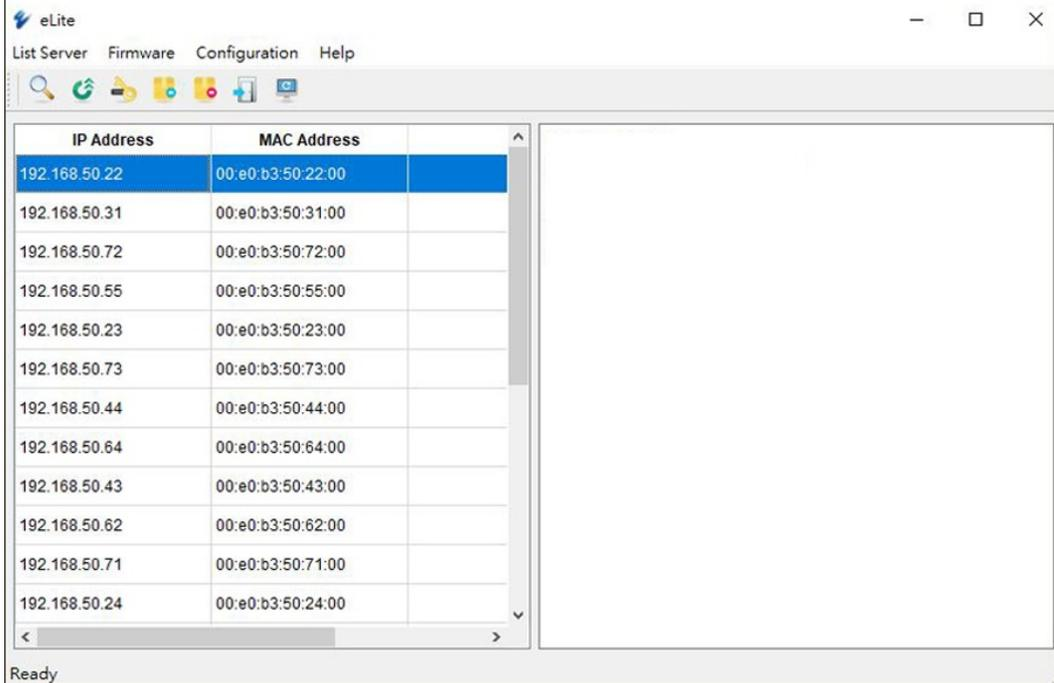 eLite
List Server Firmware Configuration Help
IP Address MAC Address
192.168.50.22 00:e0:b3:50:22:00
192.168.50.31 00:e0:b3:50:31:00
192.168.50.72 00:e0:b3:50:72:00
192.168.50.55 00:e0:b3:50:55:00
192.168.50.23 00:e0:b3:50:23:00
192.168.50.73 00:e0:b3:50:73:00
192.168.50.44 00:e0:b3:50:44:00
192.168.50.64 00:e0:b3:50:64:00
192.168.50.43 00:e0:b3:50:43:00
192.168.50.62 00:e0:b3:50:62:00
192.168.50.71 00:e0:b3:50:71:00
192.168.50.24 00:e0:b3:50:24:00
Ready